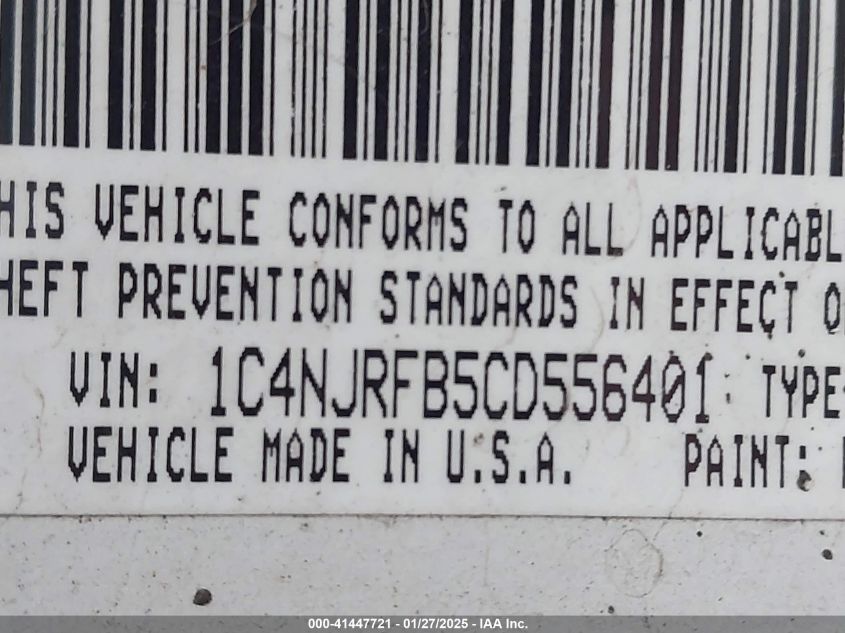 HIS VEHICLE CONFORMS TO ALL APPLICABL
HEFT PREVENTION STANDARDS IN EFFECT O
VIN: 1C4NJRFB5CD556401 TYPE
VEHICLE MADE IN U.S.A. PAINT:
000-41447721 - 01/27/2025 - IAA Inc.